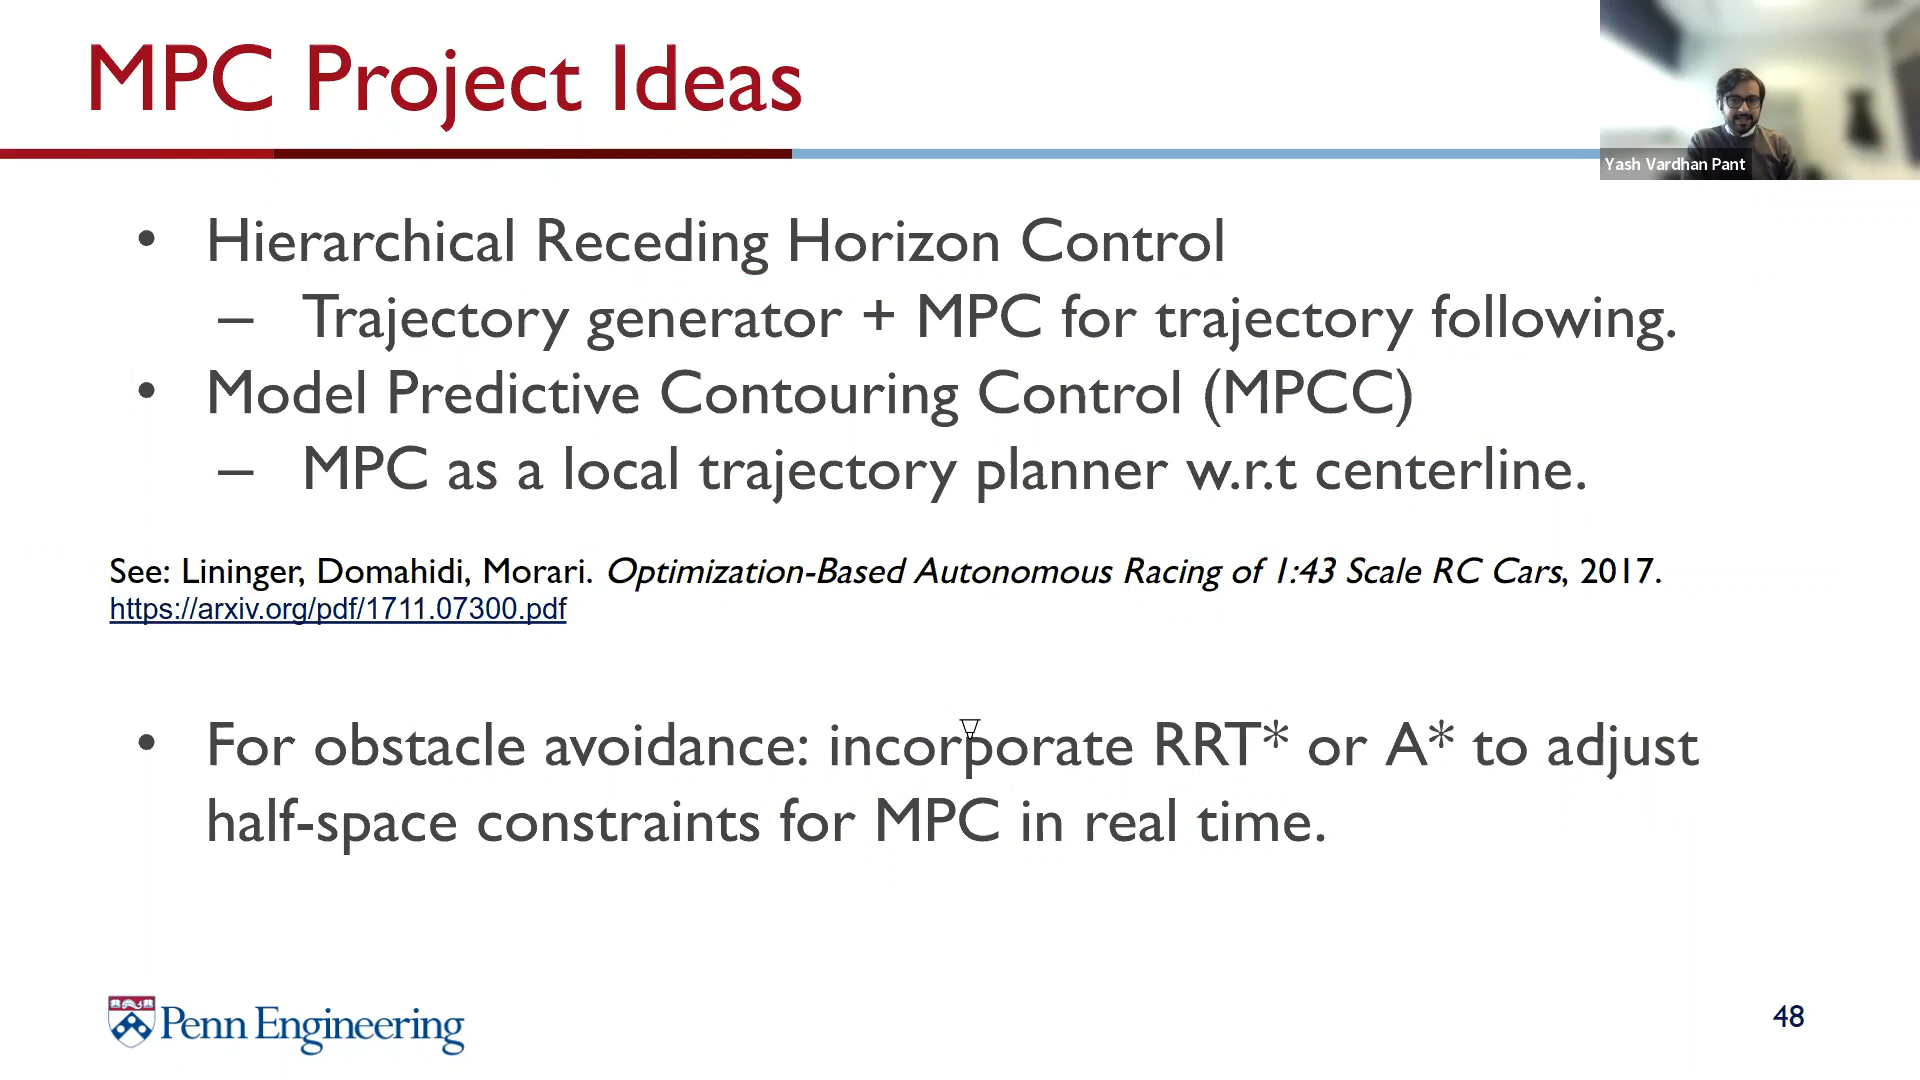 MPC Project Ideas
Yash Vardhan Pant
• Hierarchical Receding Horizon Control
– Trajectory generator + MPC for trajectory following.
• Model Predictive Contouring Control (MPCC)
– MPC as a local trajectory planner w.r.t centerline.
See: Lininger, Domahidi, Morari. Optimization-Based Autonomous Racing of 1:43 Scale RC Cars, 2017.
https://arxiv.org/pdf/1711.07300.pdf
• For obstacle avoidance: incorporate RRT* or A* to adjust
half-space constraints for MPC in real time.
Penn Engineering
48